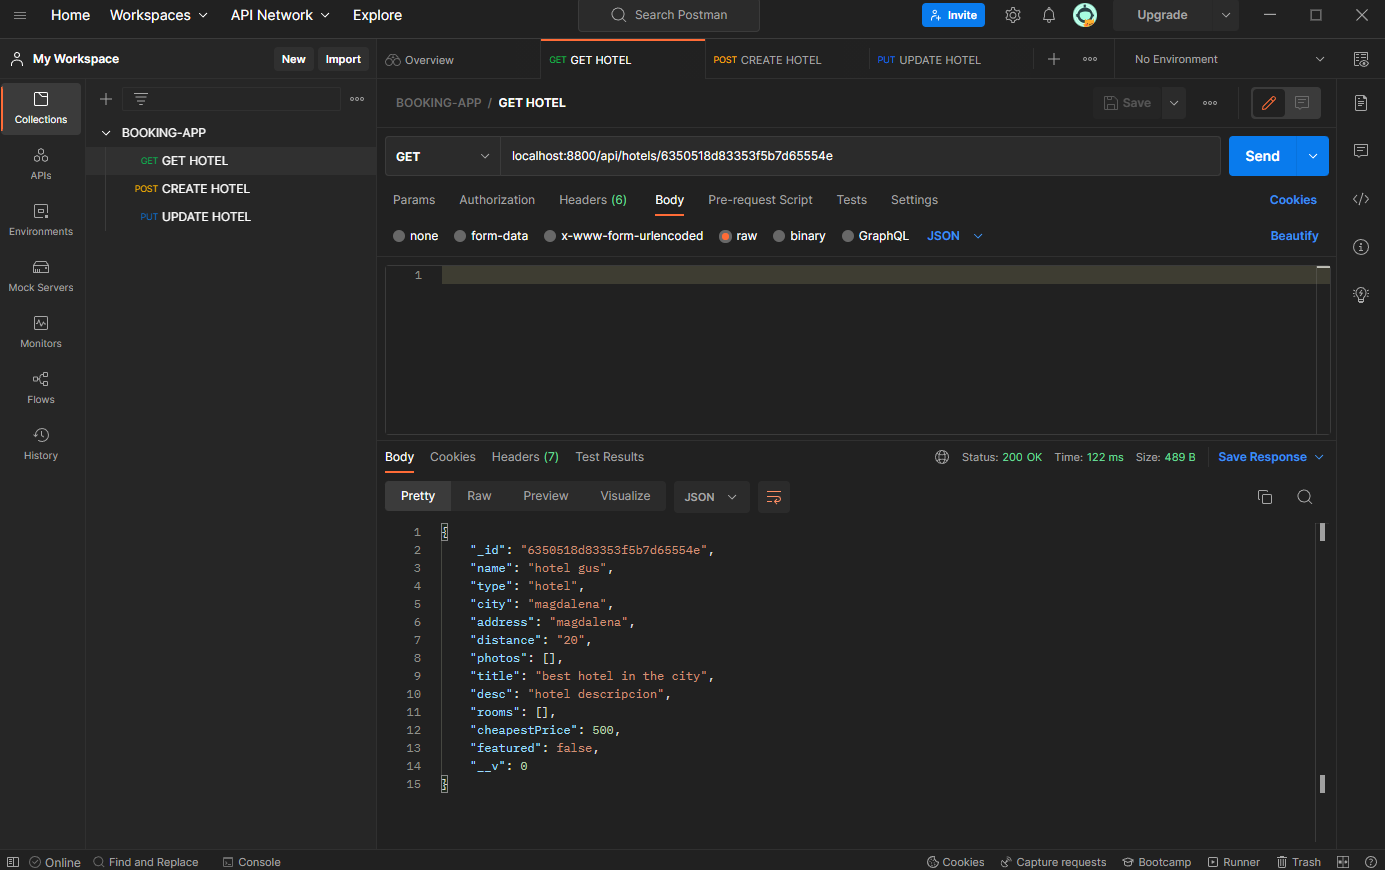 Home Workspaces API Network Explore Search Postman Invite Upgrade
My Workspace New Import Overview GET GET HOTEL POST CREATE HOTEL PUT UPDATE HOTEL No Environment
Collections
APIs
Environments
Mock Servers
Monitors
Flows
History
BOOKING-APP
GET GET HOTEL
POST CREATE HOTEL
PUT UPDATE HOTEL
BOOKING-APP / GET HOTEL Save
GET localhost:8800/api/hotels/6350518d83353f5b7d65554e Send
Params Authorization Headers (6) Body Pre-request Script Tests Settings Cookies
none form-data x-www-form-urlencoded raw binary GraphQL JSON Beautify
1
Body Cookies Headers (7) Test Results Status: 200 OK Time: 122 ms Size: 489 B Save Response
Pretty Raw Preview Visualize JSON
1 {
2 "_id": "6350518d83353f5b7d65554e",
3 "name": "hotel gus",
4 "type": "hotel",
5 "city": "magdalena",
6 "address": "magdalena",
7 "distance": "20",
8 "photos": [],
9 "title": "best hotel in the city",
10 "desc": "hotel descripcion",
11 "rooms": [],
12 "cheapestPrice": 500,
13 "featured": false,
14 "__v": 0
15 }
Online Find and Replace Console Cookies Capture requests Bootcamp Runner Trash